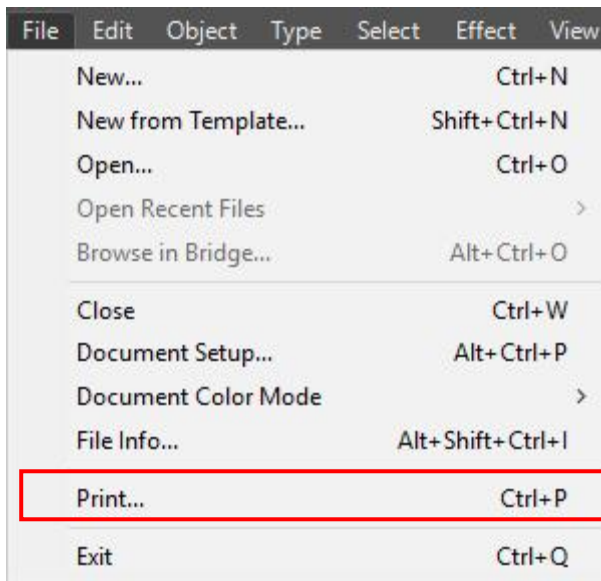 File Edit Object Type Select Effect View
New... Ctrl+N
New from Template... Shift+Ctrl+N
Open... Ctrl+O
Open Recent Files >
Browse in Bridge... Alt+Ctrl+O
Close Ctrl+W
Document Setup... Alt+Ctrl+P
Document Color Mode >
File Info... Alt+Shift+Ctrl+I
Print... Ctrl+P
Exit Ctrl+Q